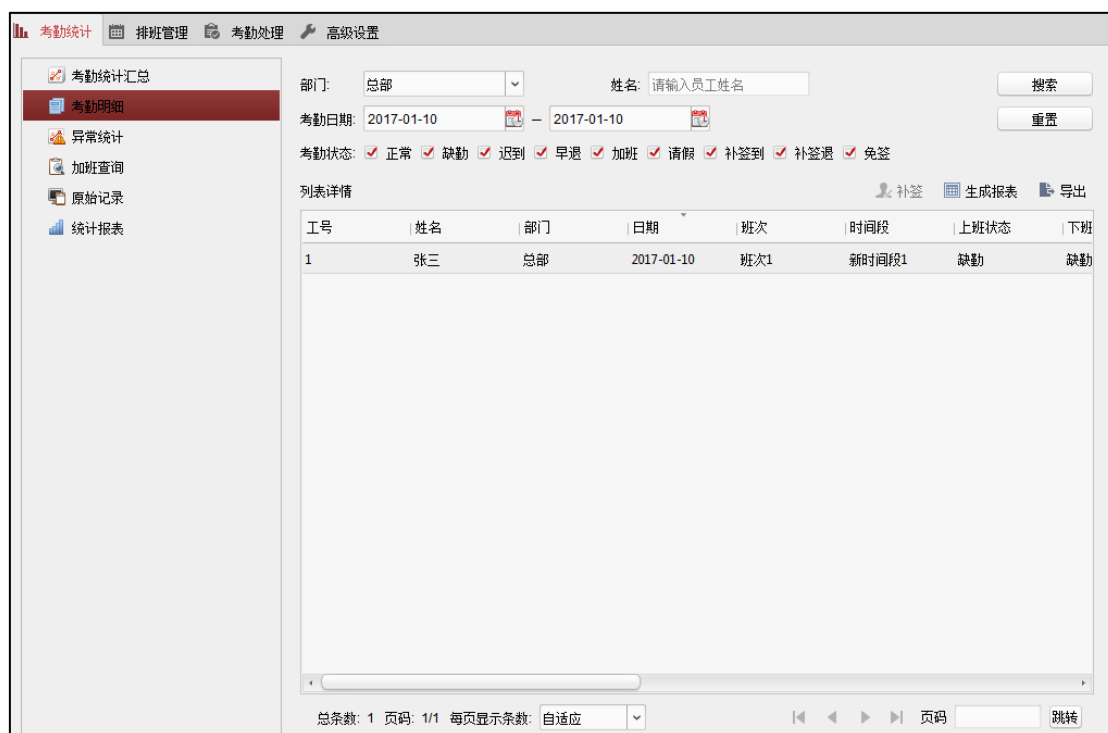 考勤统计 排班管理 考勤处理 高级设置
考勤统计汇总
考勤明细
异常统计
加班查询
原始记录
统计报表
部门: 总部 姓名: 请输入员工姓名 搜索
考勤日期: 2017-01-10 – 2017-01-10 重置
考勤状态: 正常 缺勤 迟到 早退 加班 请假 补签到 补签退 免签
列表详情 补签 生成报表 导出
工号 姓名 部门 日期 班次 时间段 上班状态 下班
1 张三 总部 2017-01-10 班次1 新时间段1 缺勤 缺勤
总条数: 1 页码: 1/1 每页显示条数: 自适应 页码 跳转